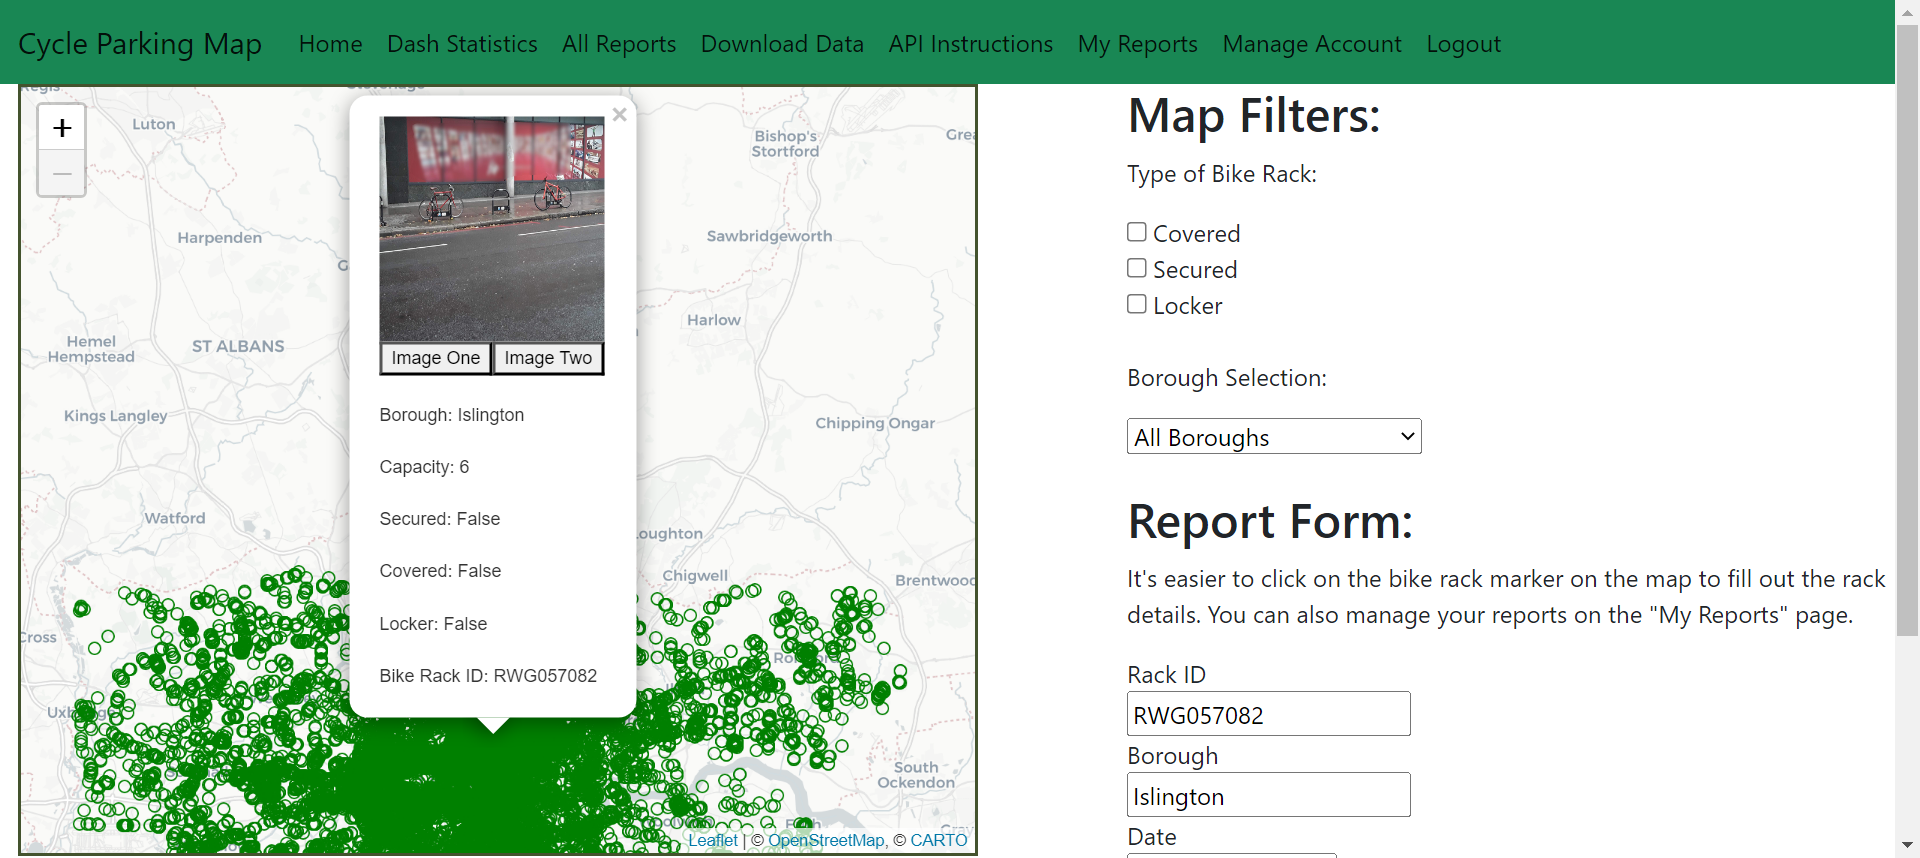 Cycle Parking Map Home Dash Statistics All Reports Download Data API Instructions My Reports Manage Account Logout
+
Luton
Bishop's
Stortford
Harpenden
Sawbridgeworth
Harlow
Hemel
Hempstead
ST ALBANS
Kings Langley
Chipping Ongar
Watford
oughton
Chigwell
Brentwood
Cross
South
Ockendon
×
Image One Image Two
Borough: Islington
Capacity: 6
Secured: False
Covered: False
Locker: False
Bike Rack ID: RWG057082
Leaflet | © OpenStreetMap, © CARTO
Map Filters:
Type of Bike Rack:
Covered
Secured
Locker
Borough Selection:
All Boroughs
Report Form:
It's easier to click on the bike rack marker on the map to fill out the rack
details. You can also manage your reports on the "My Reports" page.
Rack ID
RWG057082
Borough
Islington
Date